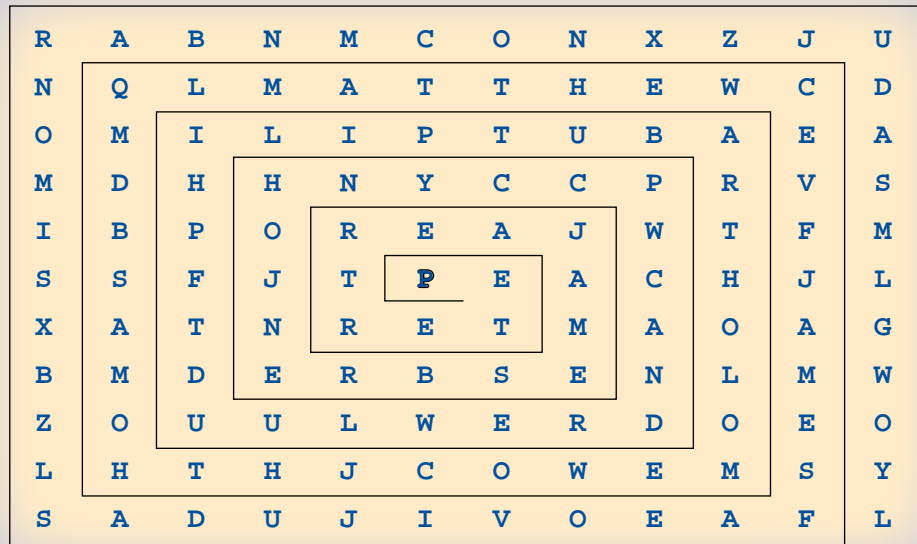 R A B N M C O N X Z J U
N Q L M A T T H E W C D
O M I L I P T U B A E A
M D H H N Y C C P R V S
I B P O R E A J W T F M
S S F J T P E A C H J L
X A T N R E T M A O A G
B M D E R B S E N L M W
Z O U U L W E R D O E O
L H T H J C O W E M S Y
S A D U J I V O E A F L